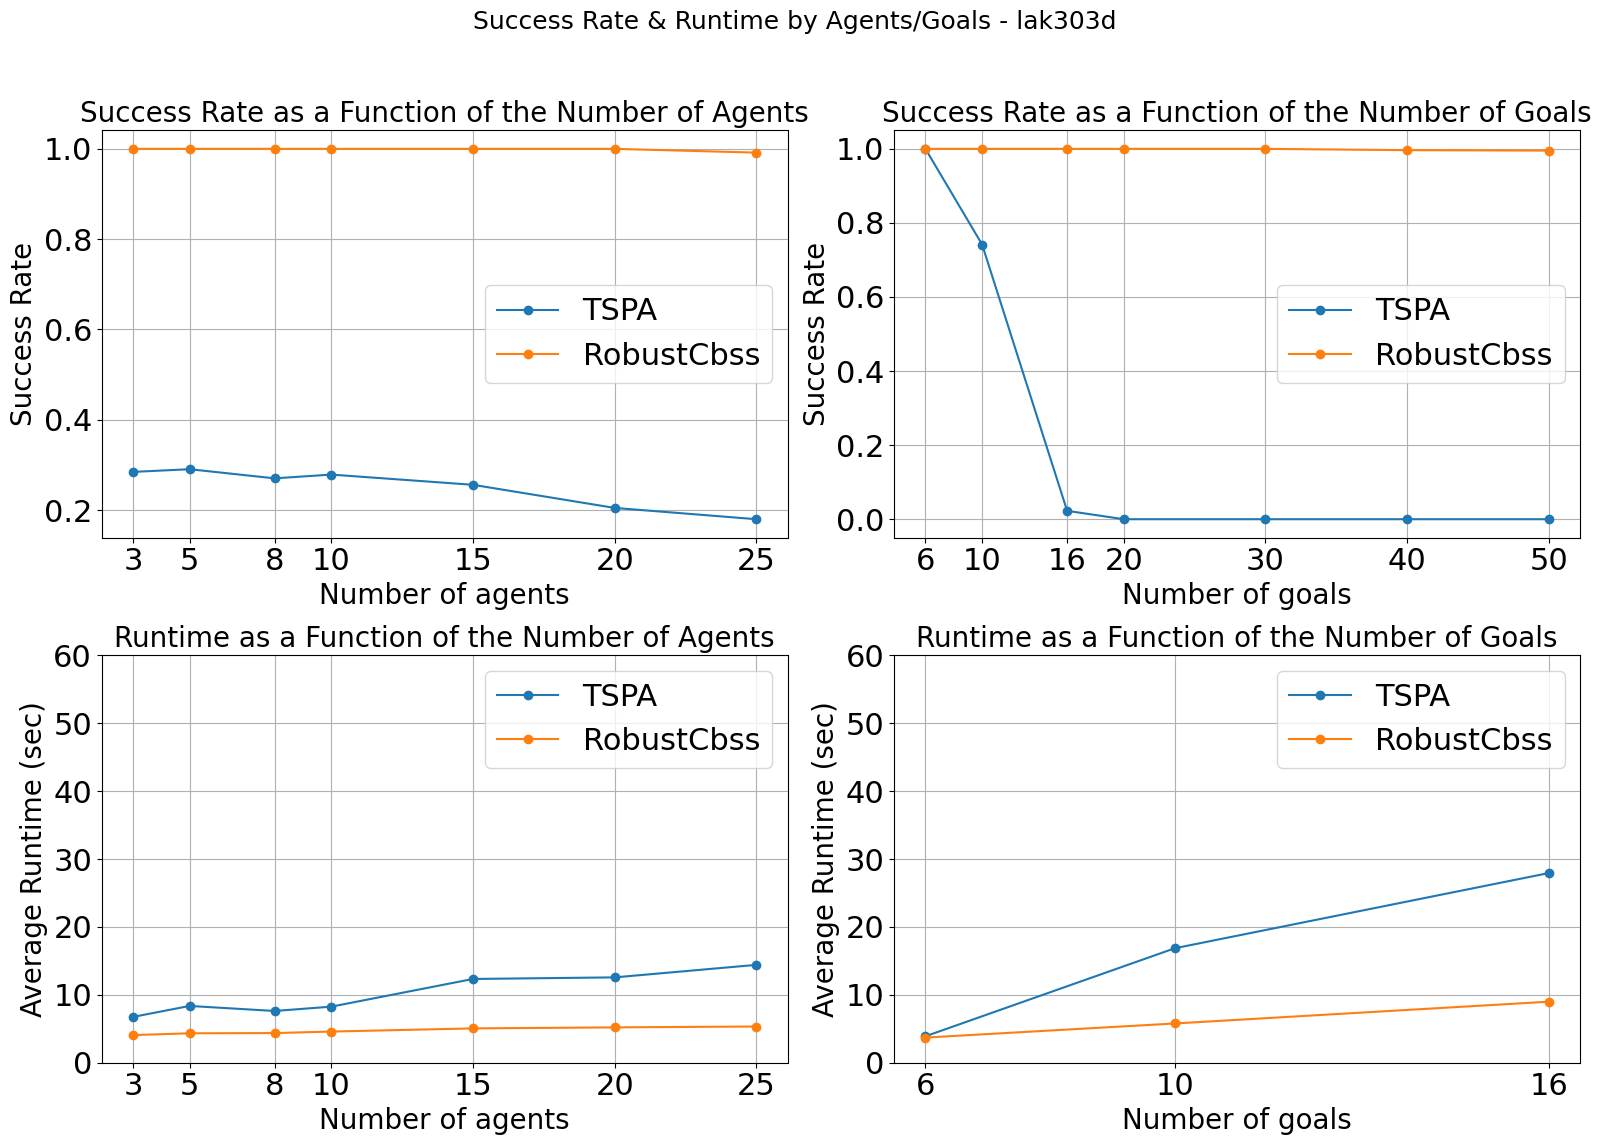 Success Rate & Runtime by Agents/Goals - lak303d
Success Rate as a Function of the Number of Agents
Success Rate
1.0
0.8
0.6
0.4
0.2
TSPA
RobustCbss
3 5 8 10 15 20 25
Number of agents
Success Rate as a Function of the Number of Goals
Success Rate
1.0
0.8
0.6
0.4
0.2
0.0
TSPA
RobustCbss
6 10 16 20 30 40 50
Number of goals
Runtime as a Function of the Number of Agents
Average Runtime (sec)
60
50
40
30
20
10
0
TSPA
RobustCbss
3 5 8 10 15 20 25
Number of agents
Runtime as a Function of the Number of Goals
Average Runtime (sec)
60
50
40
30
20
10
0
TSPA
RobustCbss
6 10 16
Number of goals